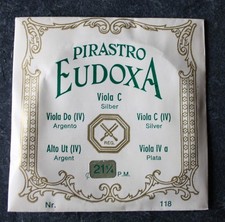 PIRASTRO
EUDOXA
Viola C
Silber
Viola Do (IV)
Argento
Viola C (IV)
Silver
REG.
Alto Ut (IV)
Argent
Viola IV a
Plata
21¼ P.M.
Nr. 118